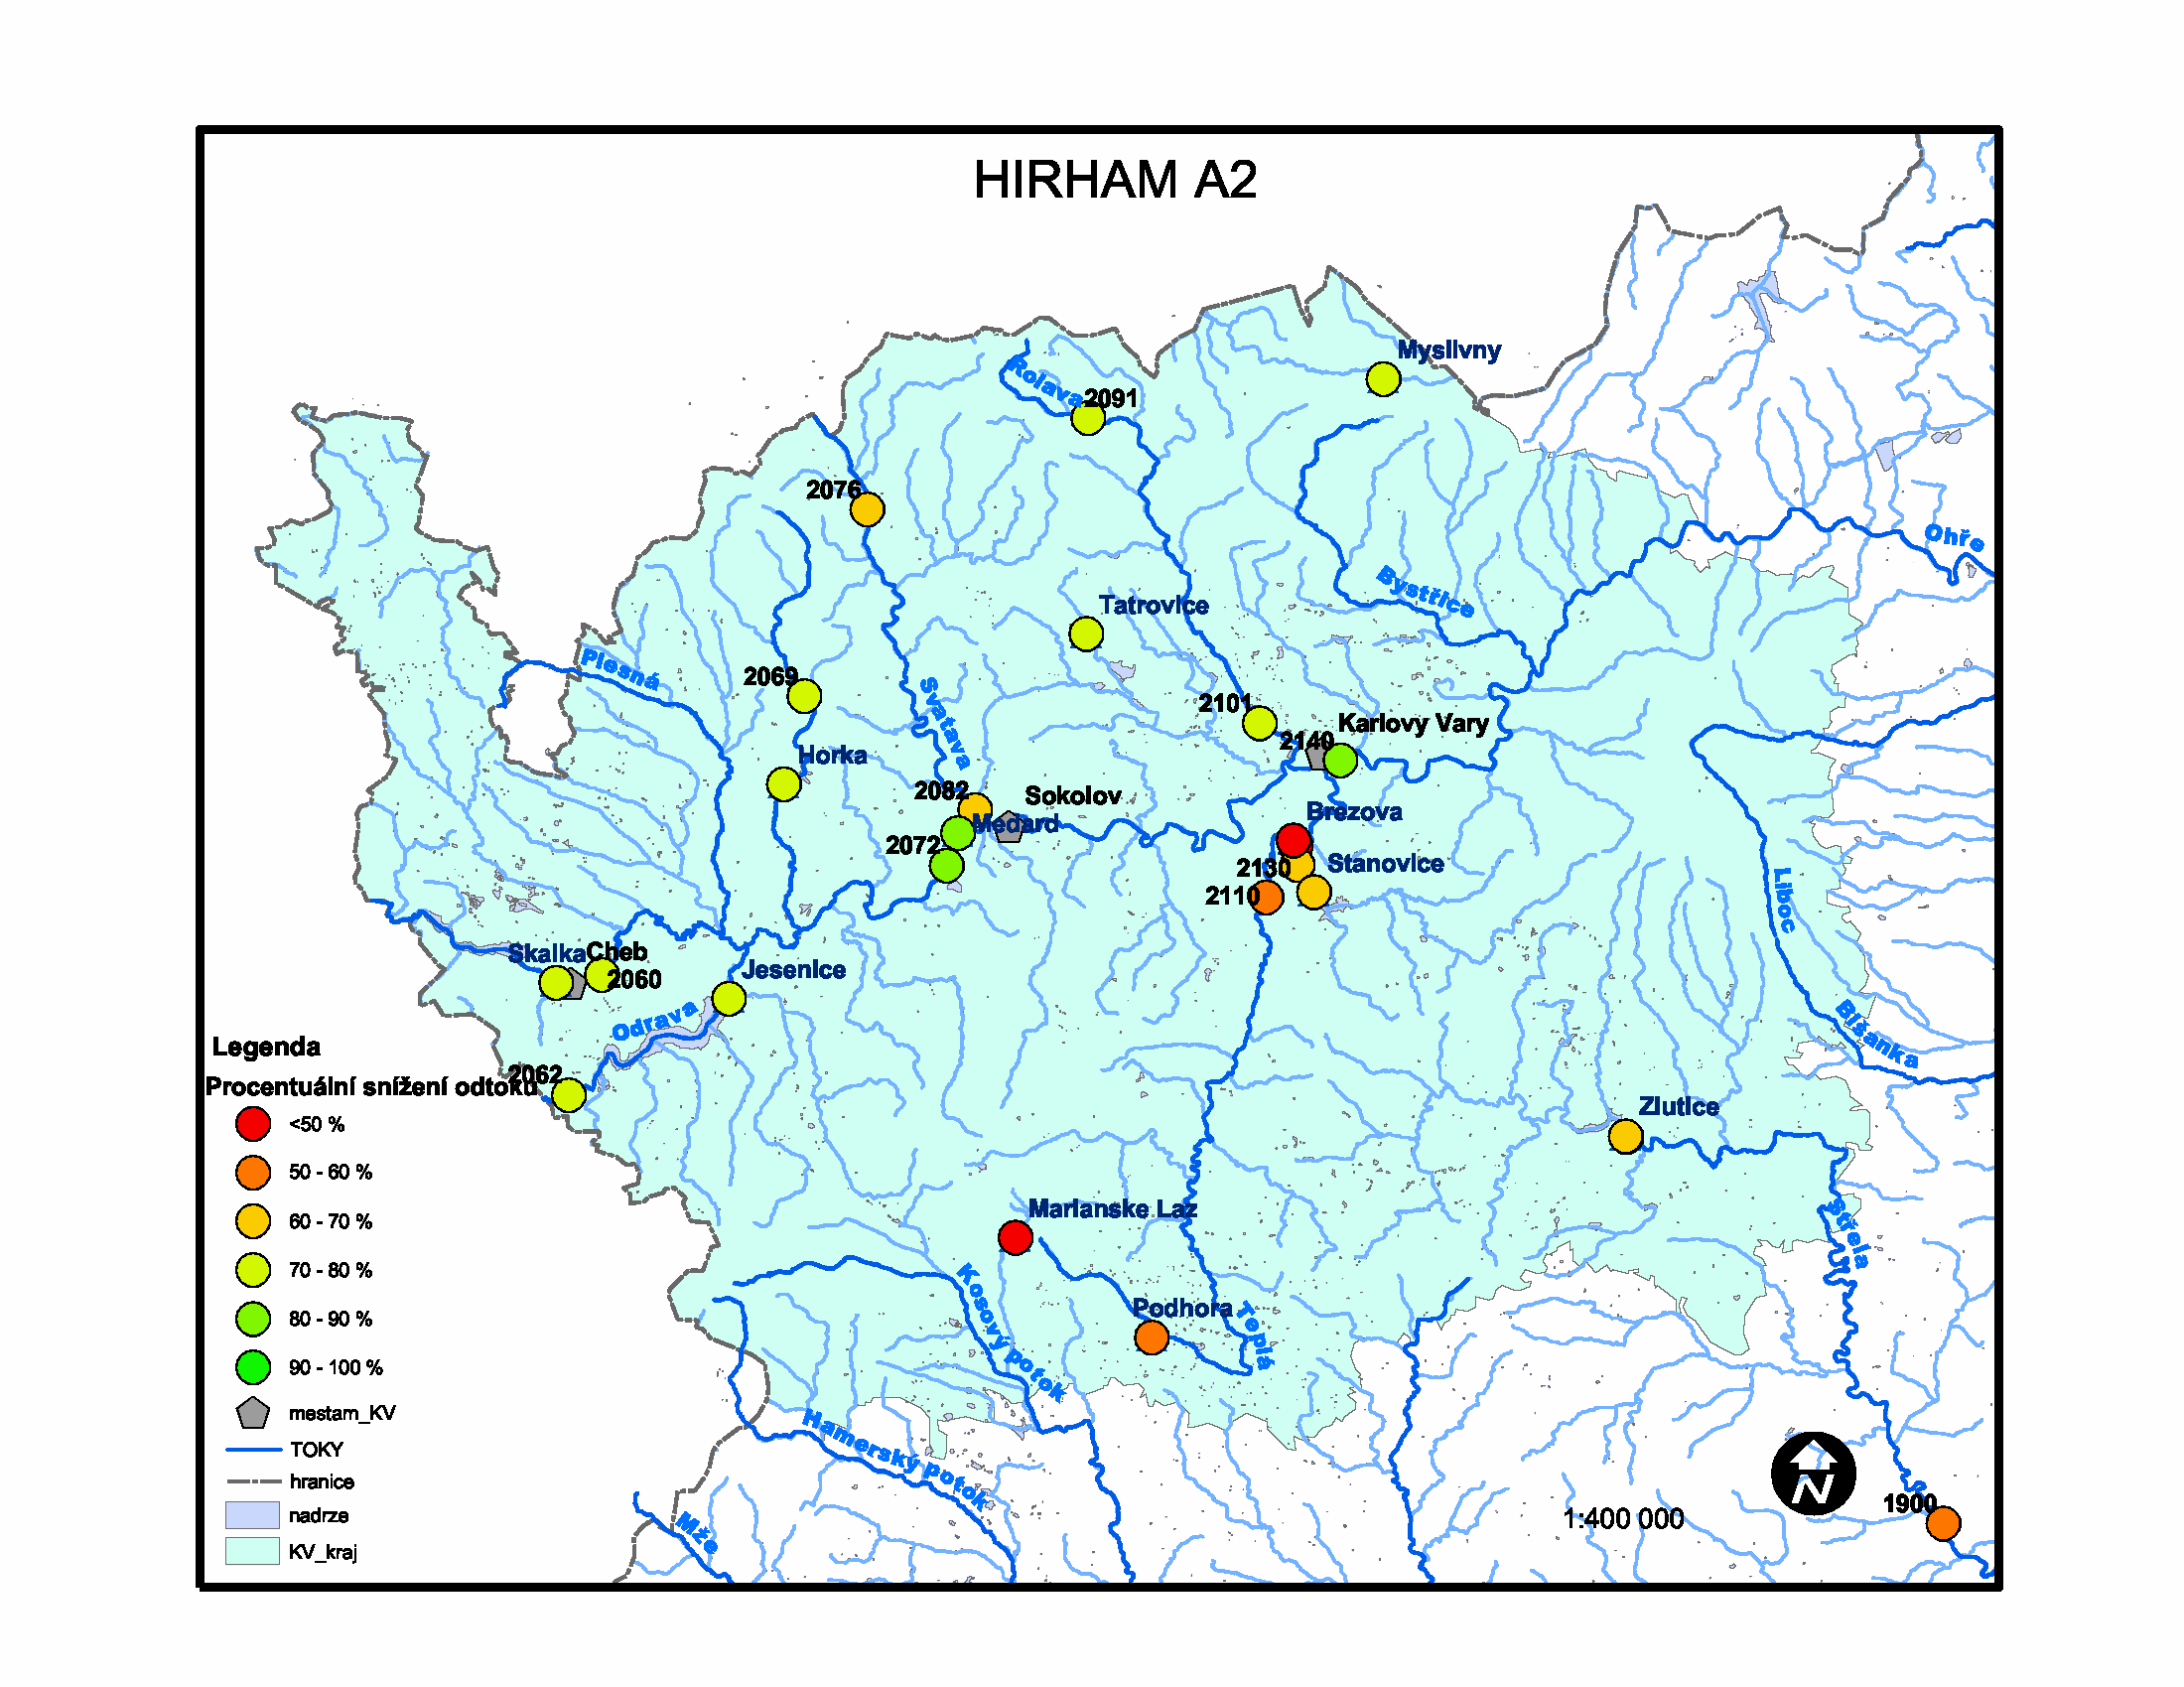 HIRHAM A2
Myslivny
Rolava
2091
2076
Ohře
Bystřice
Tatrovice
Plesná
2069
Svatava
2101
Karlovy Vary
2140
Horka
2082
Sokolov
Medard
Brezova
2072
2130
Stanovice
2110
Liboc
Skalka
Cheb
2060
Jesenice
Odrava
Blšanka
2062
Zlutice
Marianske Laz
Střela
Podhora
Teplá
Kosový potok
Hamerský potok
Mže
1900
1:400 000
N
Legenda
Procentuální snížení odtoku
<50 %
50 - 60 %
60 - 70 %
70 - 80 %
80 - 90 %
90 - 100 %
mestam_KV
TOKY
hranice
nadrze
KV_kraj